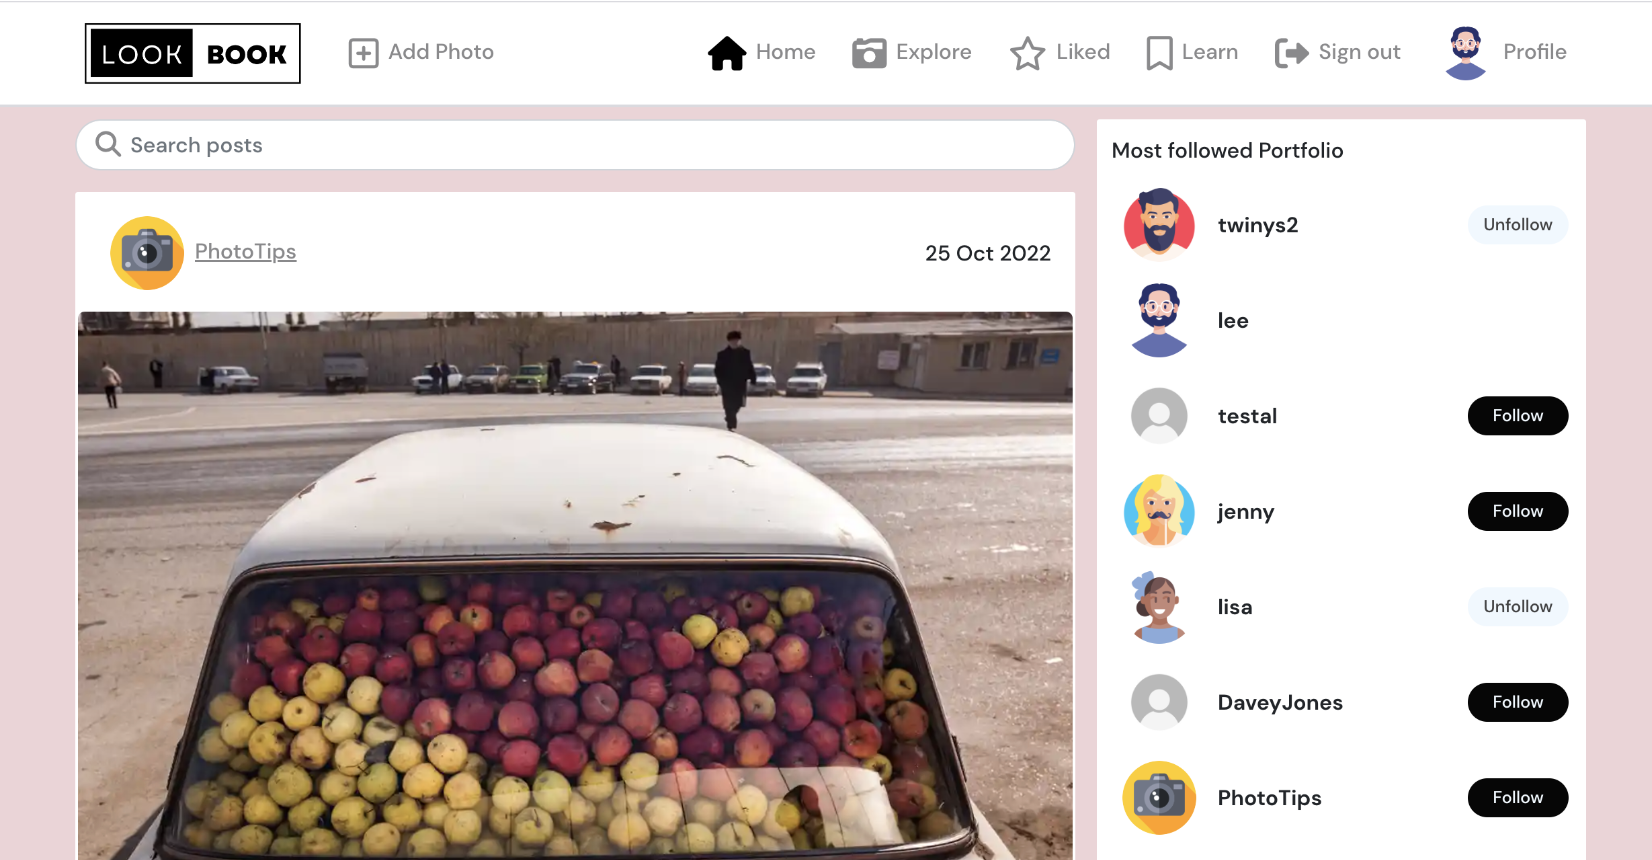 LOOK BOOK
Add Photo
Home
Explore
Liked
Learn
Sign out
Profile
Search posts
PhotoTips
25 Oct 2022
Most followed Portfolio
twinys2
Unfollow
lee
testal
Follow
jenny
Follow
lisa
Unfollow
DaveyJones
Follow
PhotoTips
Follow